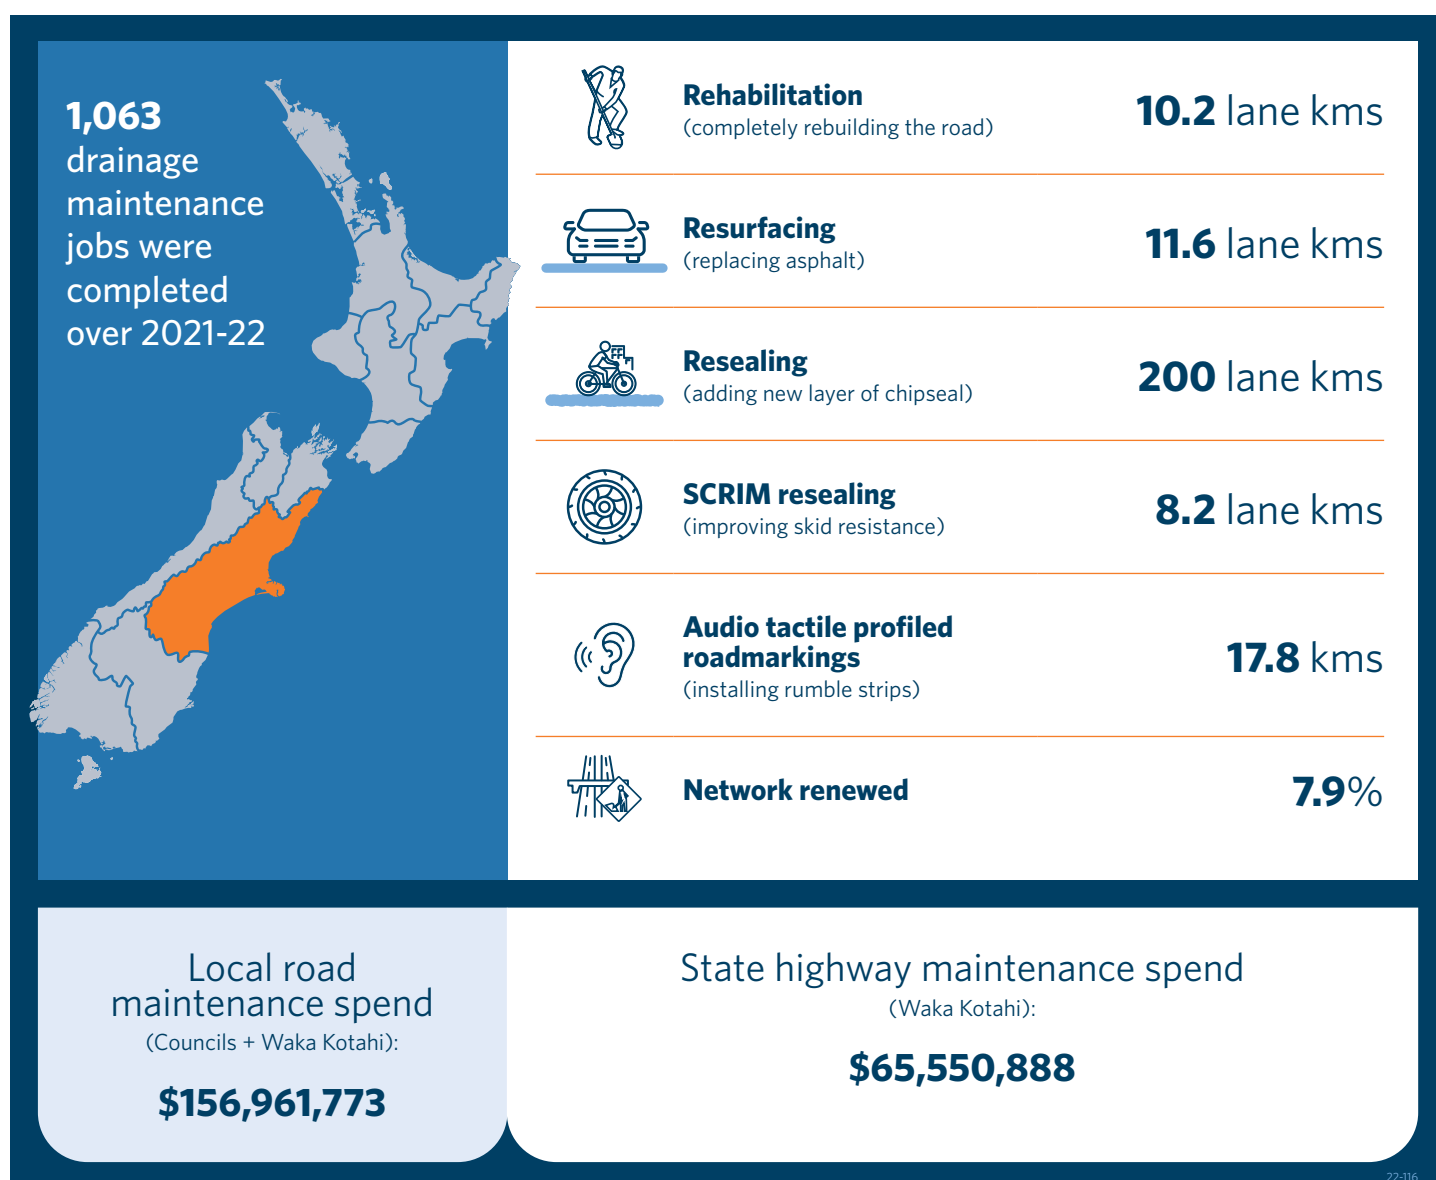 1,063
drainage
maintenance
jobs were
completed
over 2021-22
Rehabilitation
(completely rebuilding the road)
10.2 lane kms
Resurfacing
(replacing asphalt)
11.6 lane kms
Resealing
(adding new layer of chipseal)
200 lane kms
SCRIM resealing
(improving skid resistance)
8.2 lane kms
Audio tactile profiled
roadmarkings
(installing rumble strips)
17.8 kms
Network renewed
7.9%
Local road
maintenance spend
(Councils + Waka Kotahi):
$156,961,773
State highway maintenance spend
(Waka Kotahi):
$65,550,888
22-116